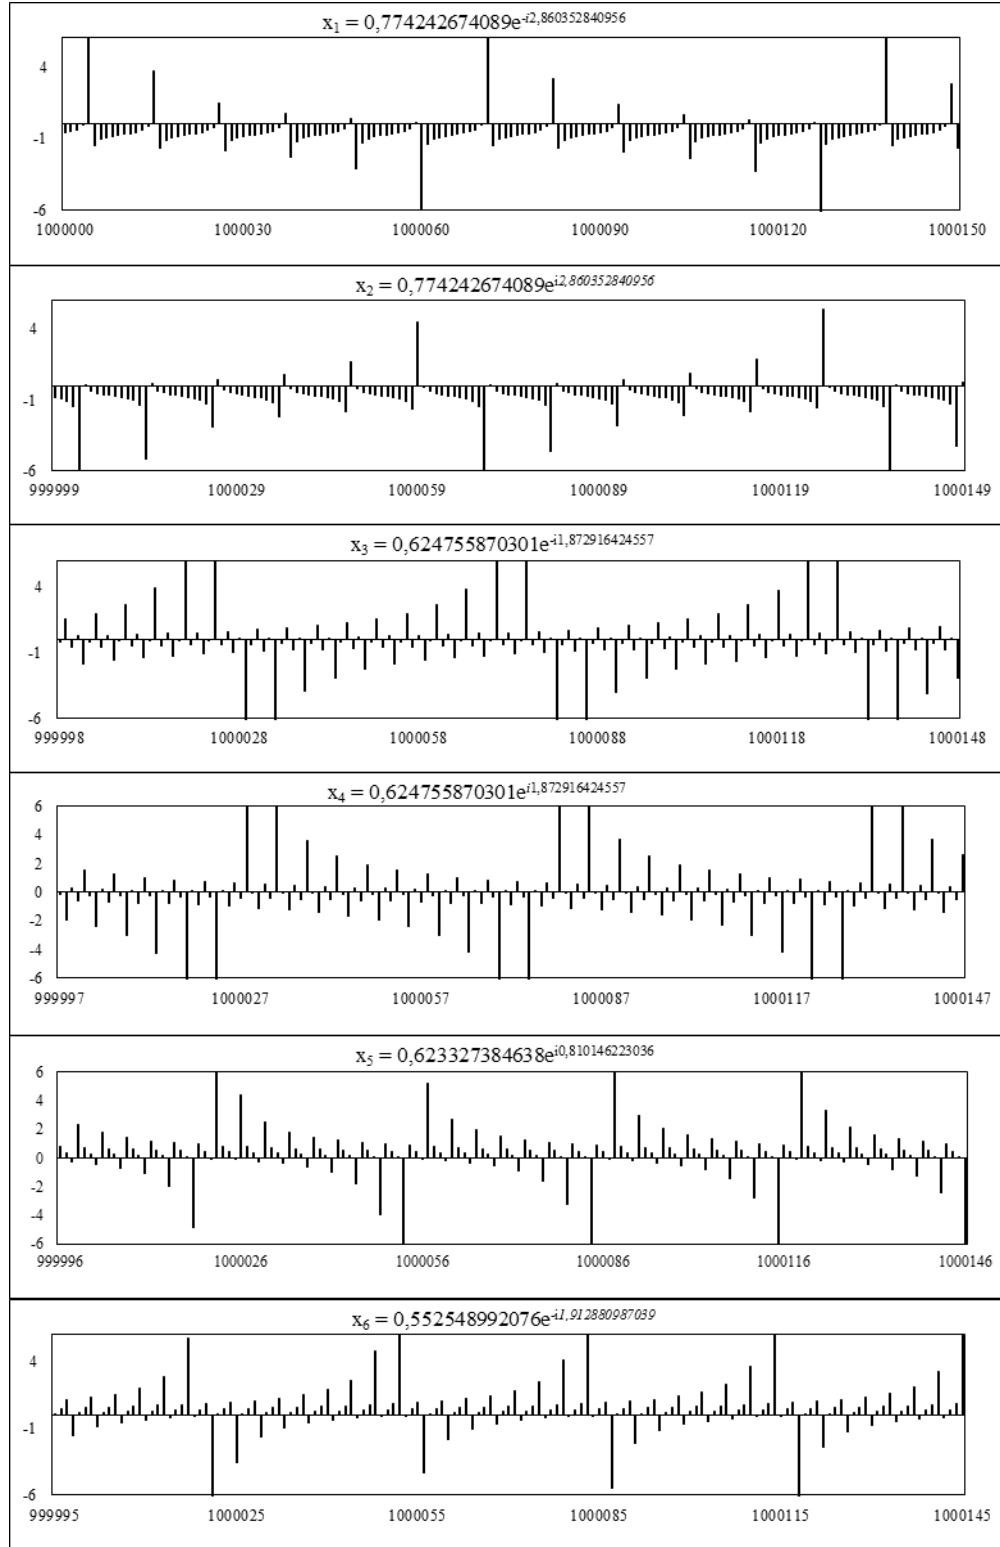 x₁ = 0,774242674089e^-i2,860352840956
4
-1
-6
1000000 1000030 1000060 1000090 1000120 1000150
x₂ = 0,774242674089e^i2,860352840956
4
-1
-6
999999 1000029 1000059 1000089 1000119 1000149
x₃ = 0,624755870301e^-i1,872916424557
4
-1
-6
999998 1000028 1000058 1000088 1000118 1000148
x₄ = 0,624755870301e^i1,872916424557
6
4
2
0
-2
-4
-6
999997 1000027 1000057 1000087 1000117 1000147
x₅ = 0,623327384638e^i0,810146223036
6
4
2
0
-2
-4
-6
999996 1000026 1000056 1000086 1000116 1000146
x₆ = 0,552548992076e^-i1,912880987039
4
-1
-6
999995 1000025 1000055 1000085 1000115 1000145